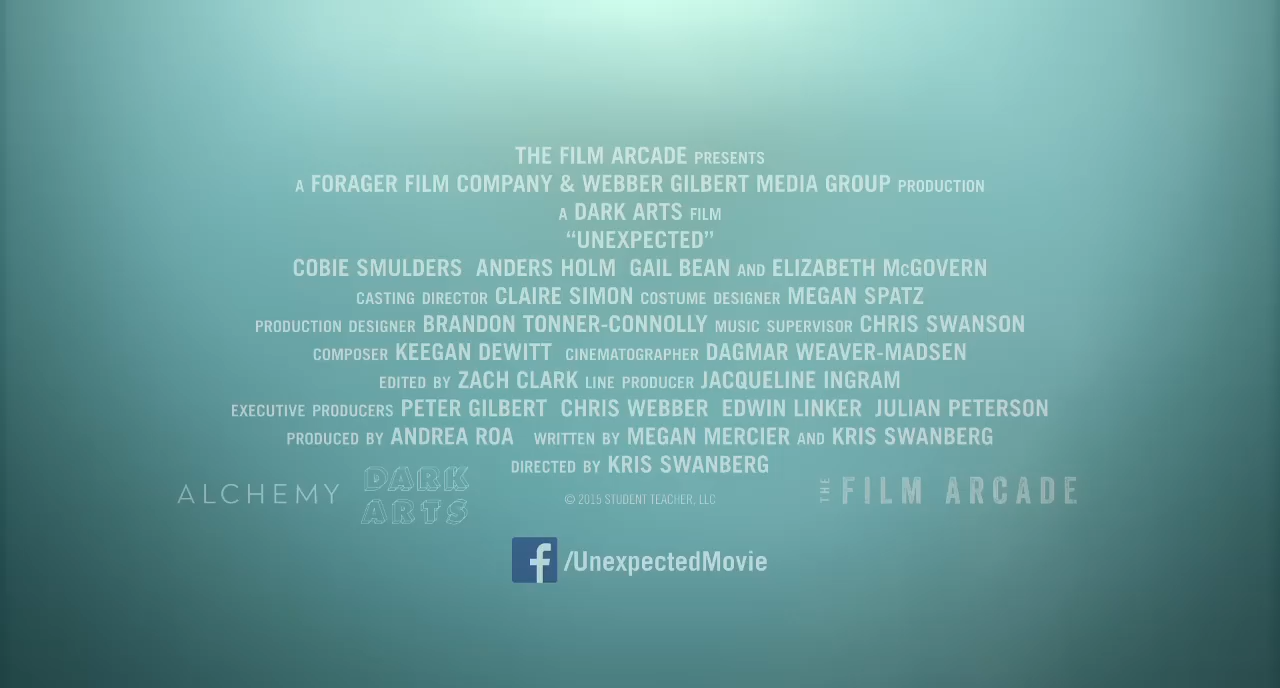 THE FILM ARCADE PRESENTS
A FORAGER FILM COMPANY & WEBBER GILBERT MEDIA GROUP PRODUCTION
A DARK ARTS FILM
“UNEXPECTED”
COBIE SMULDERS ANDERS HOLM GAIL BEAN AND ELIZABETH McGOVERN
CASTING DIRECTOR CLAIRE SIMON COSTUME DESIGNER MEGAN SPATZ
PRODUCTION DESIGNER BRANDON TONNER-CONNOLLY MUSIC SUPERVISOR CHRIS SWANSON
COMPOSER KEEGAN DEWITT CINEMATOGRAPHER DAGMAR WEAVER-MADSEN
EDITED BY ZACH CLARK LINE PRODUCER JACQUELINE INGRAM
EXECUTIVE PRODUCERS PETER GILBERT CHRIS WEBBER EDWIN LINKER JULIAN PETERSON
PRODUCED BY ANDREA ROA WRITTEN BY MEGAN MERCIER AND KRIS SWANBERG
DIRECTED BY KRIS SWANBERG
ALCHEMY
DARK
ARTS
© 2015 STUDENT TEACHER, LLC
THE FILM ARCADE
f /UnexpectedMovie